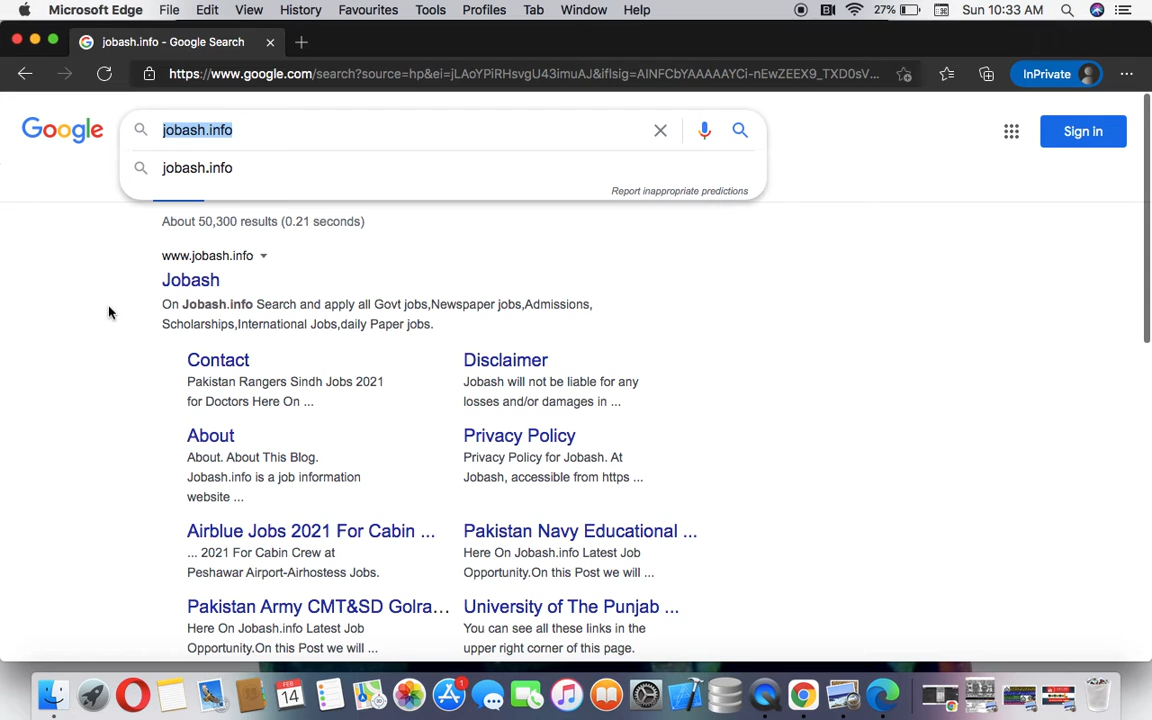 Microsoft Edge File Edit View History Favourites Tools Profiles Tab Window Help 27% Sun 10:33 AM
jobash.info - Google Search
https://www.google.com/search?source=hp&ei=jLAoYPiRHsvgU43imuAJ&iflsig=AINFCbYAAAAAYCi-nEwZEEX9_TXD0sV... InPrivate
Google jobash.info Sign in
jobash.info
Report inappropriate predictions
About 50,300 results (0.21 seconds)
www.jobash.info
Jobash
On Jobash.info Search and apply all Govt jobs,Newspaper jobs,Admissions,
Scholarships,International Jobs,daily Paper jobs.
Contact
Pakistan Rangers Sindh Jobs 2021
for Doctors Here On ...
Disclaimer
Jobash will not be liable for any
losses and/or damages in ...
About
About. About This Blog.
Jobash.info is a job information
website ...
Privacy Policy
Privacy Policy for Jobash. At
Jobash, accessible from https ...
Airblue Jobs 2021 For Cabin ...
... 2021 For Cabin Crew at
Peshawar Airport-Airhostess Jobs.
Pakistan Navy Educational ...
Here On Jobash.info Latest Job
Opportunity.On this Post we will ...
Pakistan Army CMT&SD Golra...
Here On Jobash.info Latest Job
Opportunity.On this Post we will ...
University of The Punjab ...
You can see all these links in the
upper right corner of this page.
FEB
14
1